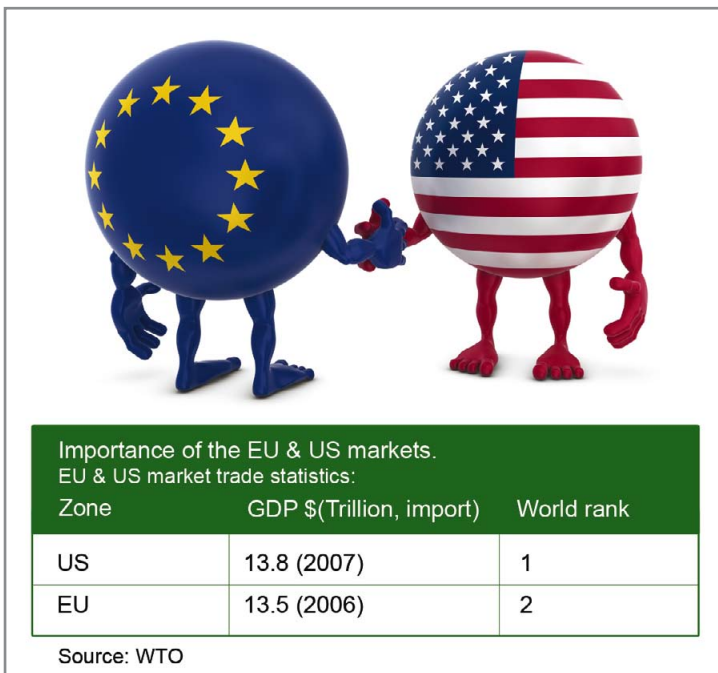 Importance of the EU & US markets.
EU & US market trade statistics:
Zone GDP $(Trillion, import) World rank
US 13.8 (2007) 1
EU 13.5 (2006) 2
Source: WTO